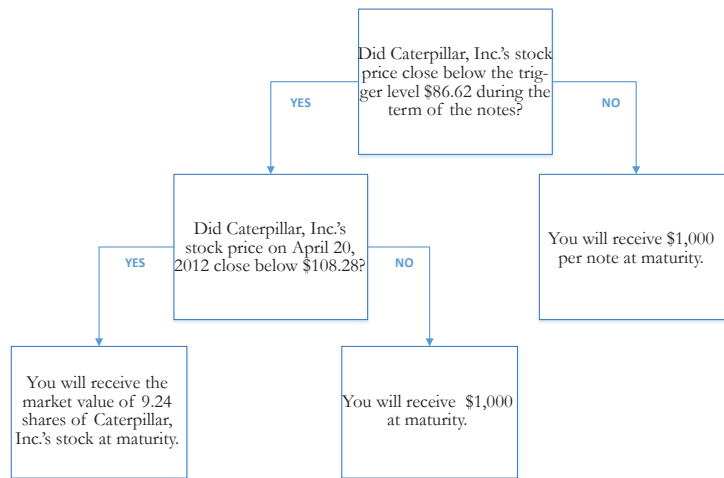 Did Caterpillar, Inc.'s stock
price close below the trig-
ger level $86.62 during the
term of the notes?
YES
NO
Did Caterpillar, Inc.'s
stock price on April 20,
2012 close below $108.28?
You will receive $1,000
per note at maturity.
YES
NO
You will receive the
market value of 9.24
shares of Caterpillar,
Inc.'s stock at maturity.
You will receive $1,000
at maturity.